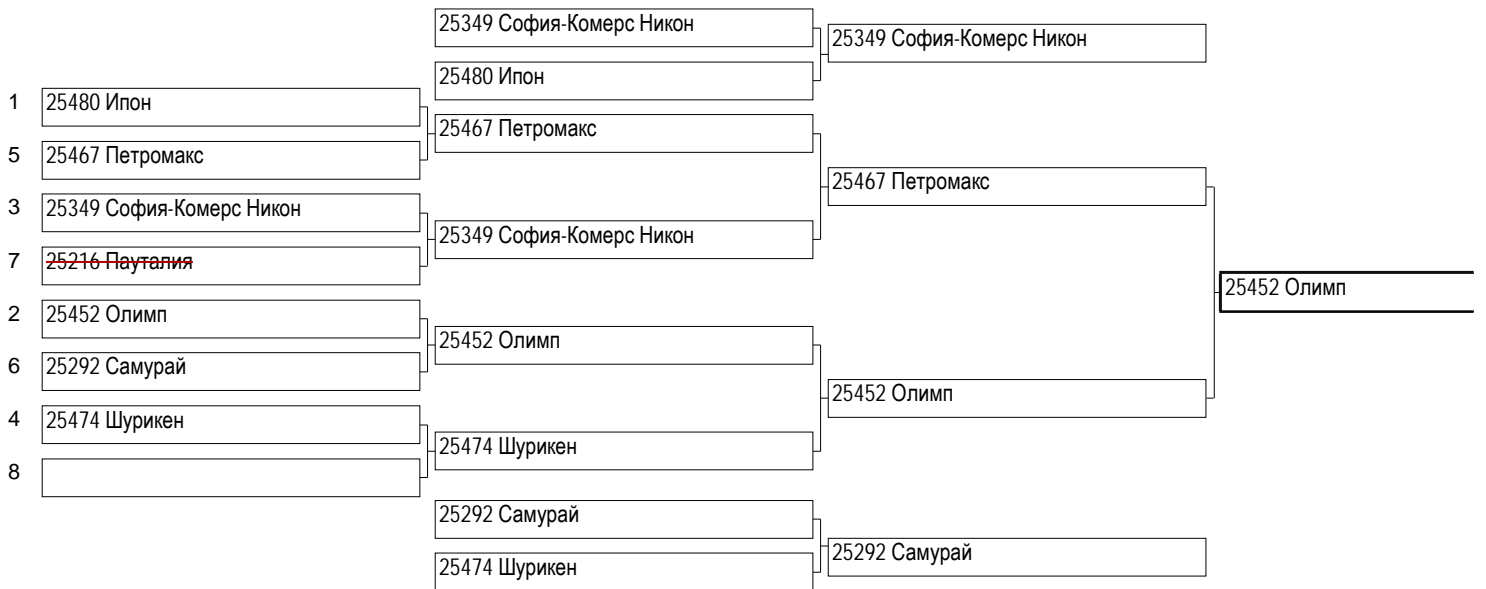 25349 София-Комерс Никон
25349 София-Комерс Никон
25480 Ипон
1 25480 Ипон
25467 Петромакс
5 25467 Петромакс
25467 Петромакс
3 25349 София-Комерс Никон
25349 София-Комерс Никон
7 25216 Пауталия
25452 Олимп
2 25452 Олимп
25452 Олимп
6 25292 Самурай
25452 Олимп
4 25474 Шурикен
25474 Шурикен
8
25292 Самурай
25292 Самурай
25474 Шурикен